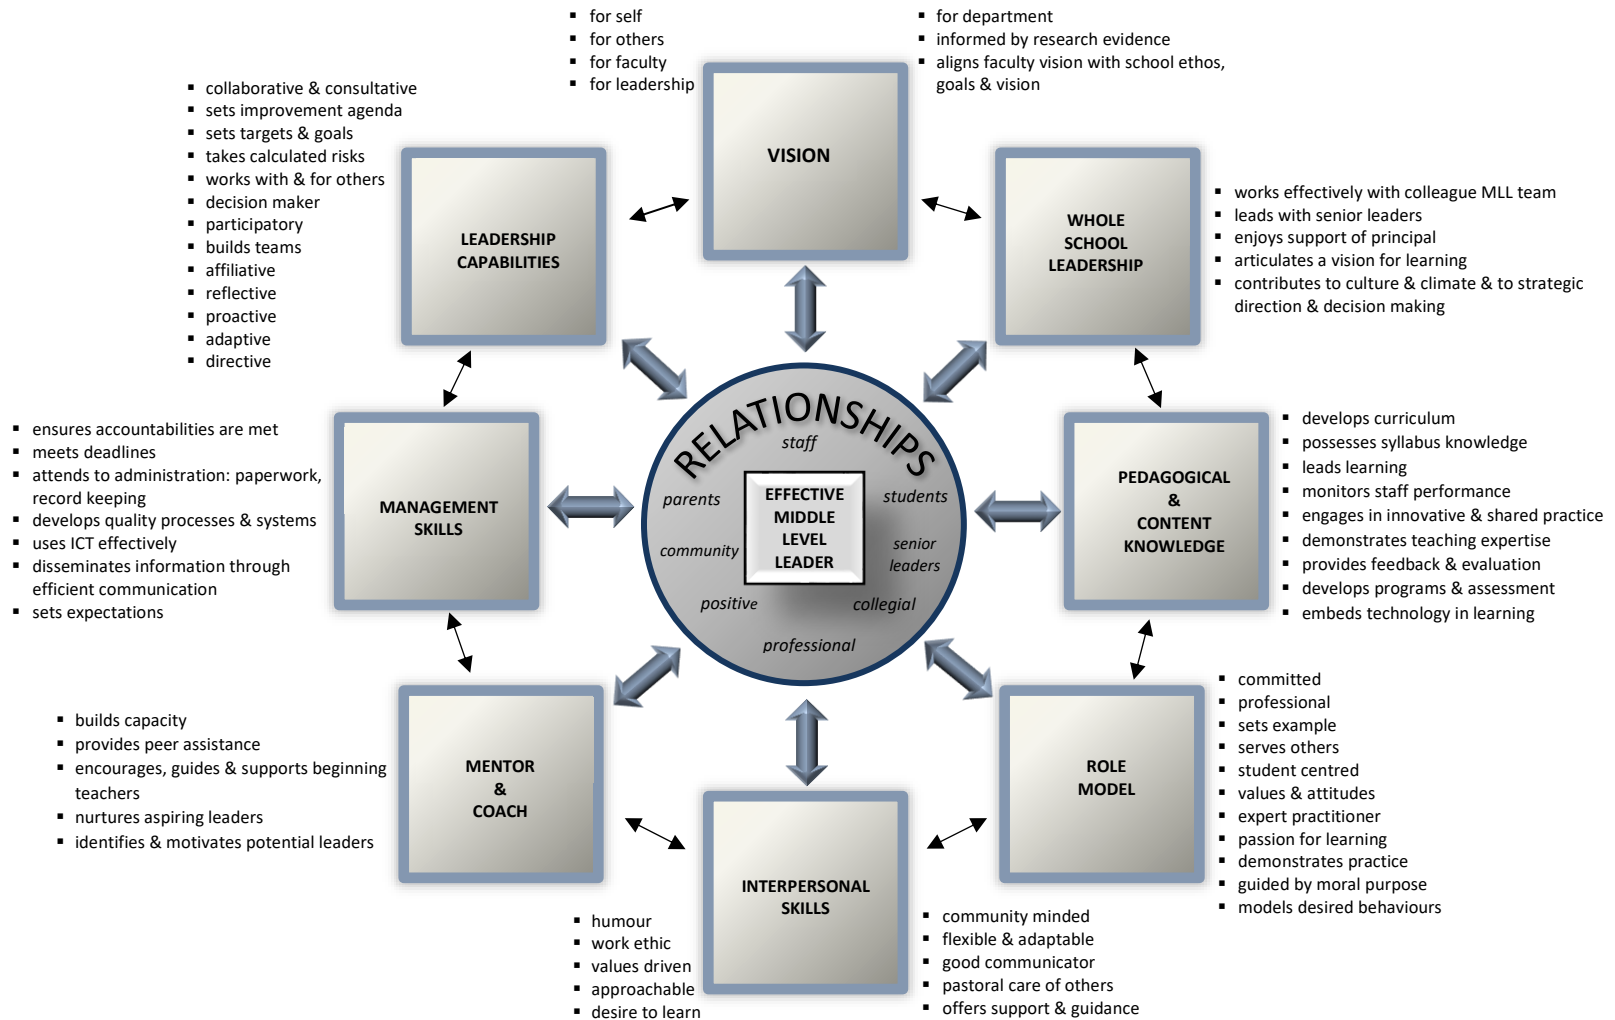 ▪ for self
▪ for others
▪ for faculty
▪ for leadership
▪ for department
▪ informed by research evidence
▪ aligns faculty vision with school ethos,
goals & vision
VISION
▪ collaborative & consultative
▪ sets improvement agenda
▪ sets targets & goals
▪ takes calculated risks
▪ works with & for others
▪ decision maker
▪ participatory
▪ builds teams
▪ affiliative
▪ reflective
▪ proactive
▪ adaptive
▪ directive
LEADERSHIP
CAPABILITIES
WHOLE
SCHOOL
LEADERSHIP
▪ works effectively with colleague MLL team
▪ leads with senior leaders
▪ enjoys support of principal
▪ articulates a vision for learning
▪ contributes to culture & climate & to strategic
direction & decision making
▪ ensures accountabilities are met
▪ meets deadlines
▪ attends to administration: paperwork,
record keeping
▪ develops quality processes & systems
▪ uses ICT effectively
▪ disseminates information through
efficient communication
▪ sets expectations
MANAGEMENT
SKILLS
RELATIONSHIPS
staff
parents
students
community
senior
leaders
positive
collegial
professional
EFFECTIVE
MIDDLE
LEVEL
LEADER
PEDAGOGICAL
&
CONTENT
KNOWLEDGE
▪ develops curriculum
▪ possesses syllabus knowledge
▪ leads learning
▪ monitors staff performance
▪ engages in innovative & shared practice
▪ demonstrates teaching expertise
▪ provides feedback & evaluation
▪ develops programs & assessment
▪ embeds technology in learning
▪ builds capacity
▪ provides peer assistance
▪ encourages, guides & supports beginning
teachers
▪ nurtures aspiring leaders
▪ identifies & motivates potential leaders
MENTOR
&
COACH
ROLE
MODEL
▪ committed
▪ professional
▪ sets example
▪ serves others
▪ student centred
▪ values & attitudes
▪ expert practitioner
▪ passion for learning
▪ demonstrates practice
▪ guided by moral purpose
▪ models desired behaviours
INTERPERSONAL
SKILLS
▪ humour
▪ work ethic
▪ values driven
▪ approachable
▪ desire to learn
▪ community minded
▪ flexible & adaptable
▪ good communicator
▪ pastoral care of others
▪ offers support & guidance